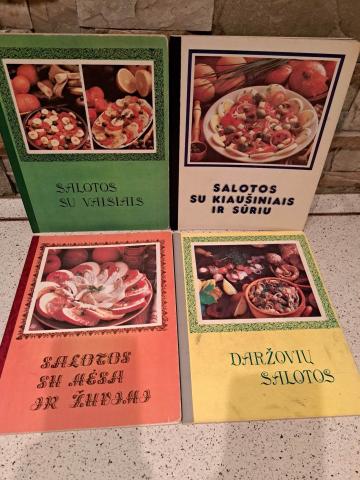 SALOTOS
SU VAISIAIS
SALOTOS
SU KIAUŠINIAIS
IR SŪRIU
SALOTOS
SU MĖSA
IR ŽUVIMI
DARŽOVIŲ
SALOTOS